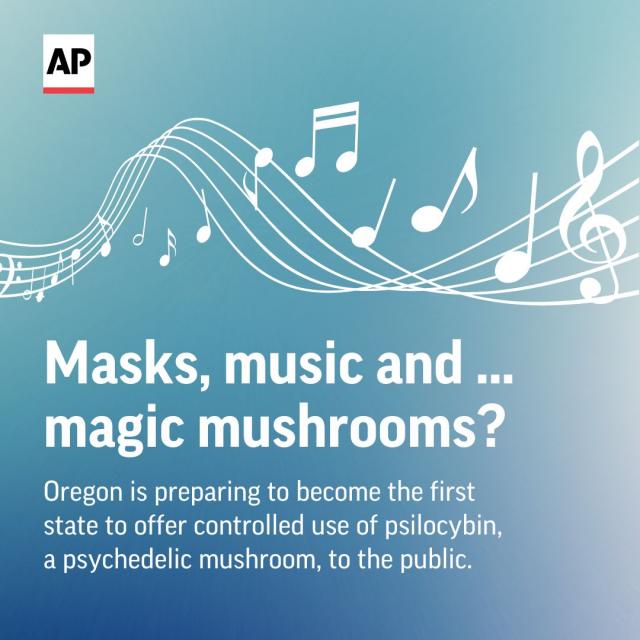 AP
Masks, music and ...
magic mushrooms?
Oregon is preparing to become the first
state to offer controlled use of psilocybin,
a psychedelic mushroom, to the public.